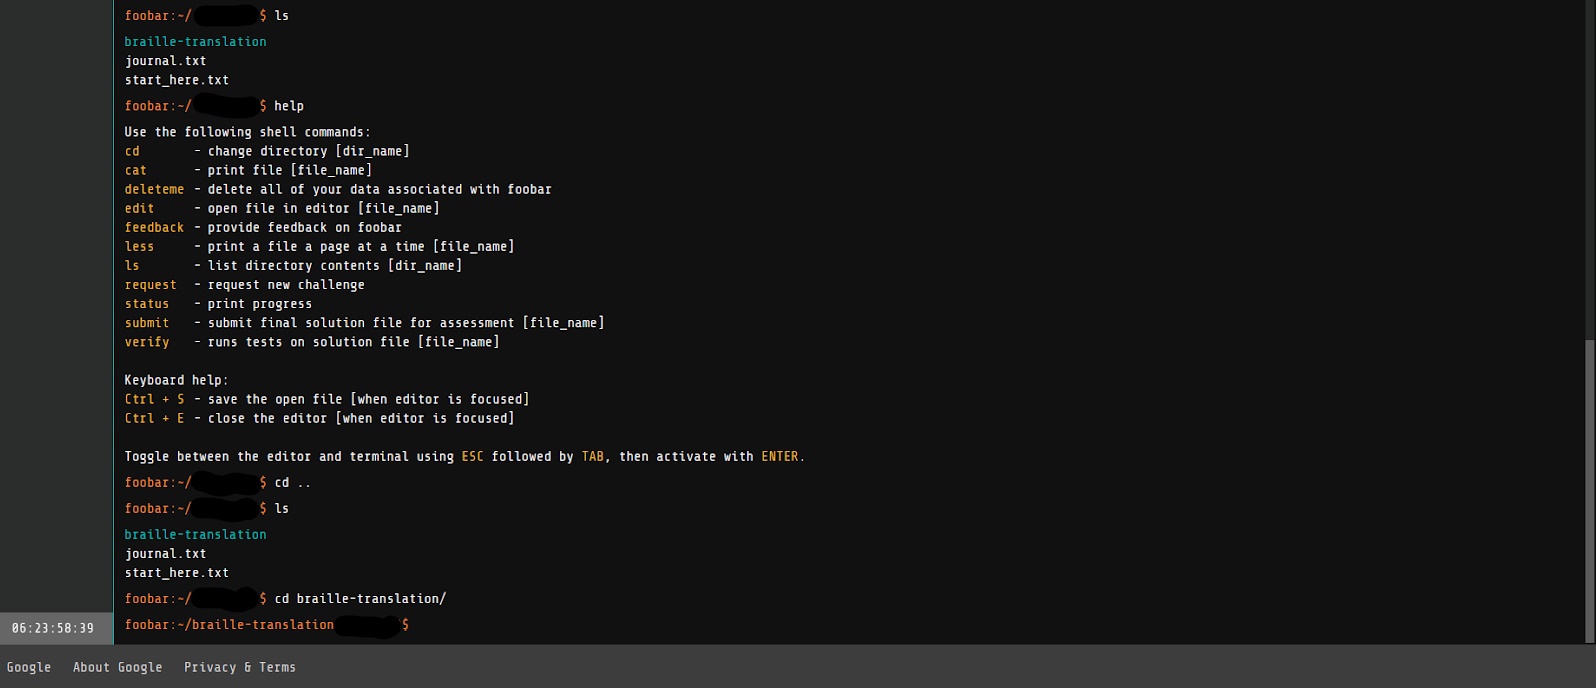 foobar:~/ $ ls
braille-translation
journal.txt
start_here.txt
foobar:~/ $ help
Use the following shell commands:
cd - change directory [dir_name]
cat - print file [file_name]
deleteme - delete all of your data associated with foobar
edit - open file in editor [file_name]
feedback - provide feedback on foobar
less - print a file a page at a time [file_name]
ls - list directory contents [dir_name]
request - request new challenge
status - print progress
submit - submit final solution file for assessment [file_name]
verify - runs tests on solution file [file_name]
Keyboard help:
Ctrl + S - save the open file [when editor is focused]
Ctrl + E - close the editor [when editor is focused]
Toggle between the editor and terminal using ESC followed by TAB, then activate with ENTER.
foobar:~/ $ cd ..
foobar:~/ $ ls
braille-translation
journal.txt
start_here.txt
foobar:~/ $ cd braille-translation/
foobar:~/braille-translation $
06:23:58:39
Google About Google Privacy & Terms